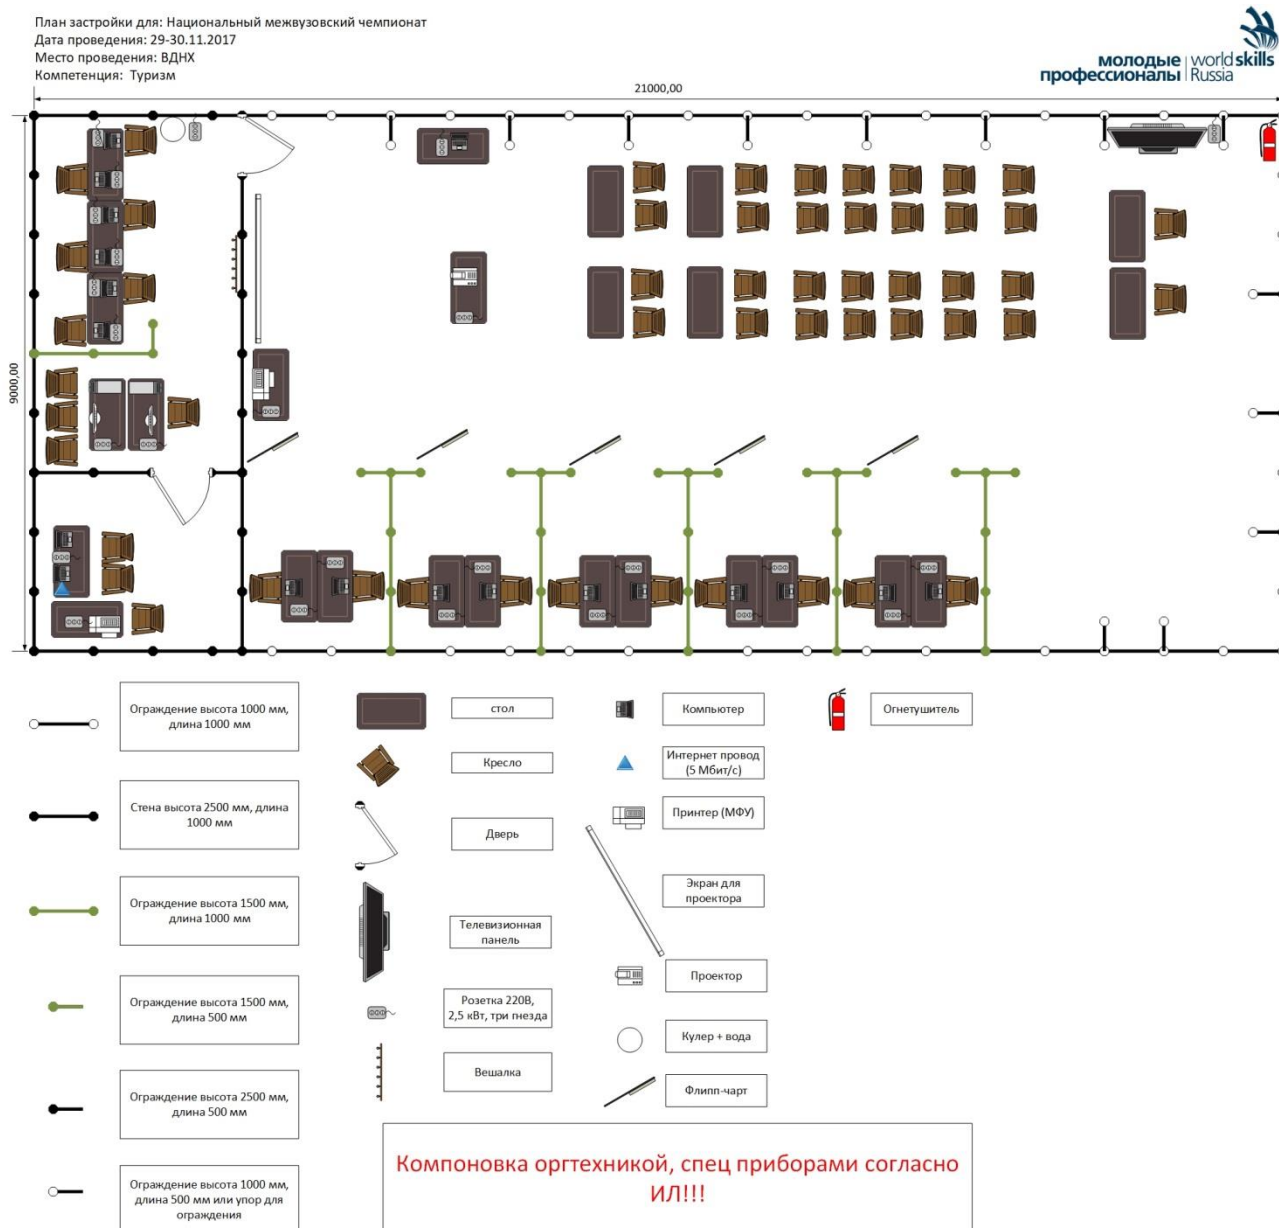 План застройки для: Национальный межвузовский чемпионат
Дата проведения: 29-30.11.2017
Место проведения: ВДНХ
Компетенция: Туризм
молодые
профессионалы
worldskills
Russia
21000,00
9000,00
Ограждение высота 1000 мм,
длина 1000 мм
Стена высота 2500 мм, длина
1000 мм
Ограждение высота 1500 мм,
длина 1000 мм
Ограждение высота 1500 мм,
длина 500 мм
Ограждение высота 2500 мм,
длина 500 мм
Ограждение высота 1000 мм,
длина 500 мм или упор для
ограждения
стол
Кресло
Дверь
Телевизионная
панель
Розетка 220В,
2,5 кВт, три гнезда
Вешалка
Компьютер
Интернет провод
(5 Мбит/с)
Принтер (МФУ)
Экран для
проектора
Проектор
Кулер + вода
Флипп-чарт
Огнетушитель
Компоновка оргтехникой, спец приборами согласно
ИЛ!!!